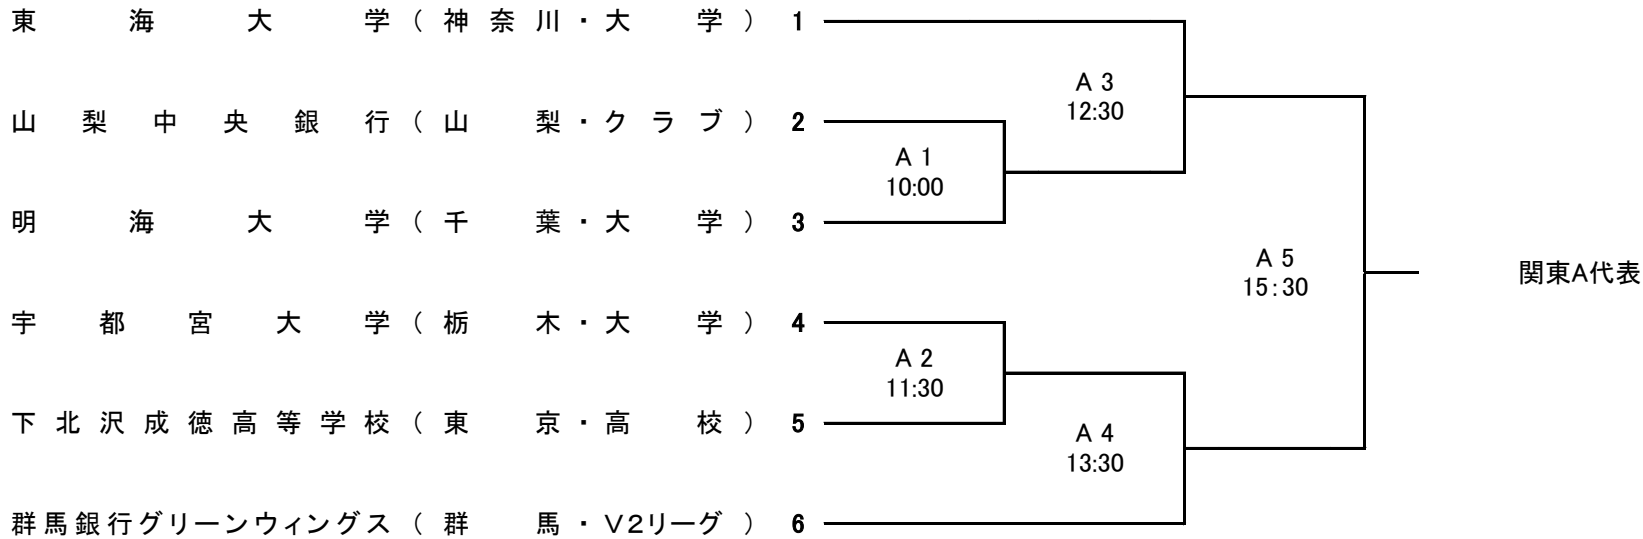 東海大学(神奈川・大学) 1
A 3
12:30
山梨中央銀行(山梨・クラブ) 2
A 1
10:00
明海大学(千葉・大学) 3
A 5
15:30
関東A代表
宇都宮大学(栃木・大学) 4
A 2
11:30
下北沢成徳高等学校(東京・高校) 5
A 4
13:30
群馬銀行グリーンウィングス(群馬・V2リーグ) 6